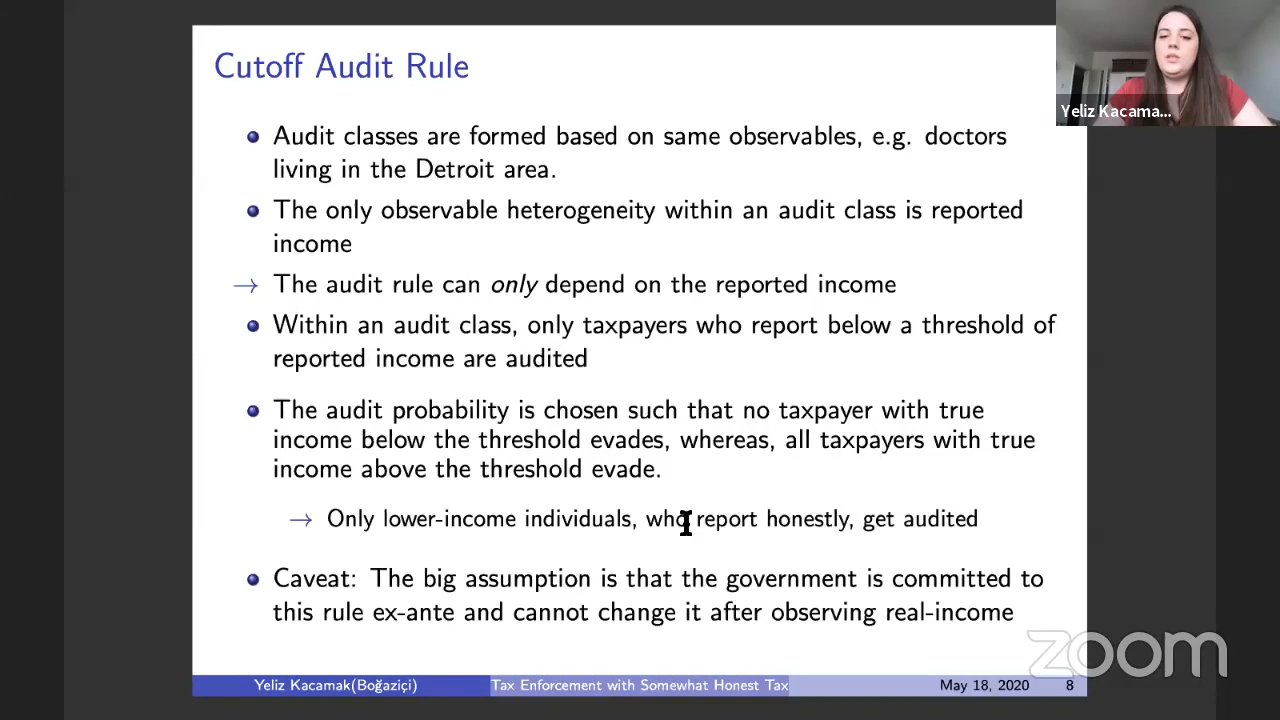 Cutoff Audit Rule
Audit classes are formed based on same observables, e.g. doctors
living in the Detroit area.
The only observable heterogeneity within an audit class is reported
income
→ The audit rule can only depend on the reported income
Within an audit class, only taxpayers who report below a threshold of
reported income are audited
The audit probability is chosen such that no taxpayer with true
income below the threshold evades, whereas, all taxpayers with true
income above the threshold evade.
→ Only lower-income individuals, who report honestly, get audited
Caveat: The big assumption is that the government is committed to
this rule ex-ante and cannot change it after observing real-income
Yeliz Kacamak(Boğaziçi)
Tax Enforcement with Somewhat Honest Tax
May 18, 2020
8
Yeliz Kacama...
zoom